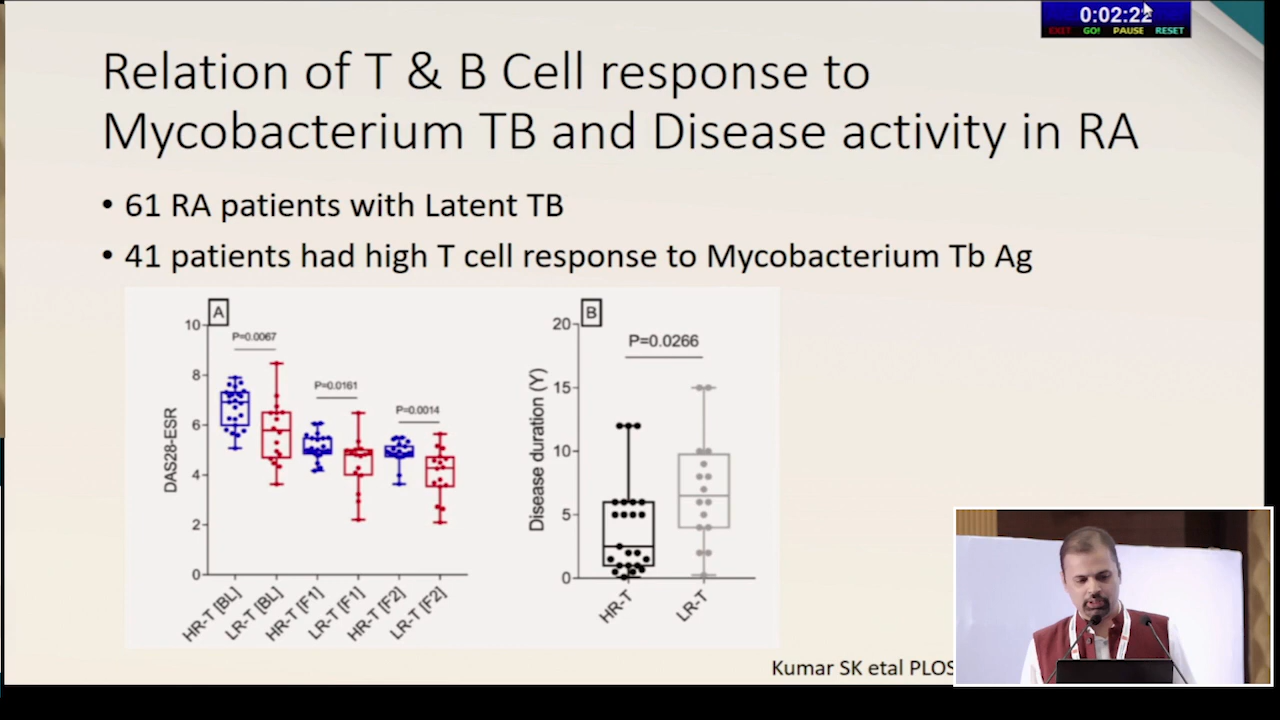 0:02:22
EXIT GO! PAUSE RESET
Relation of T & B Cell response to
Mycobacterium TB and Disease activity in RA
• 61 RA patients with Latent TB
• 41 patients had high T cell response to Mycobacterium Tb Ag
A
P=0.0067
P=0.0161
P=0.0014
DAS28-ESR
10
8
6
4
2
0
HR-T [BL]
LR-T [BL]
HR-T [F1]
LR-T [F1]
HR-T [F2]
LR-T [F2]
B
P=0.0266
Disease duration (Y)
20
15
10
5
0
HR-T
LR-T
Kumar SK etal PLOS